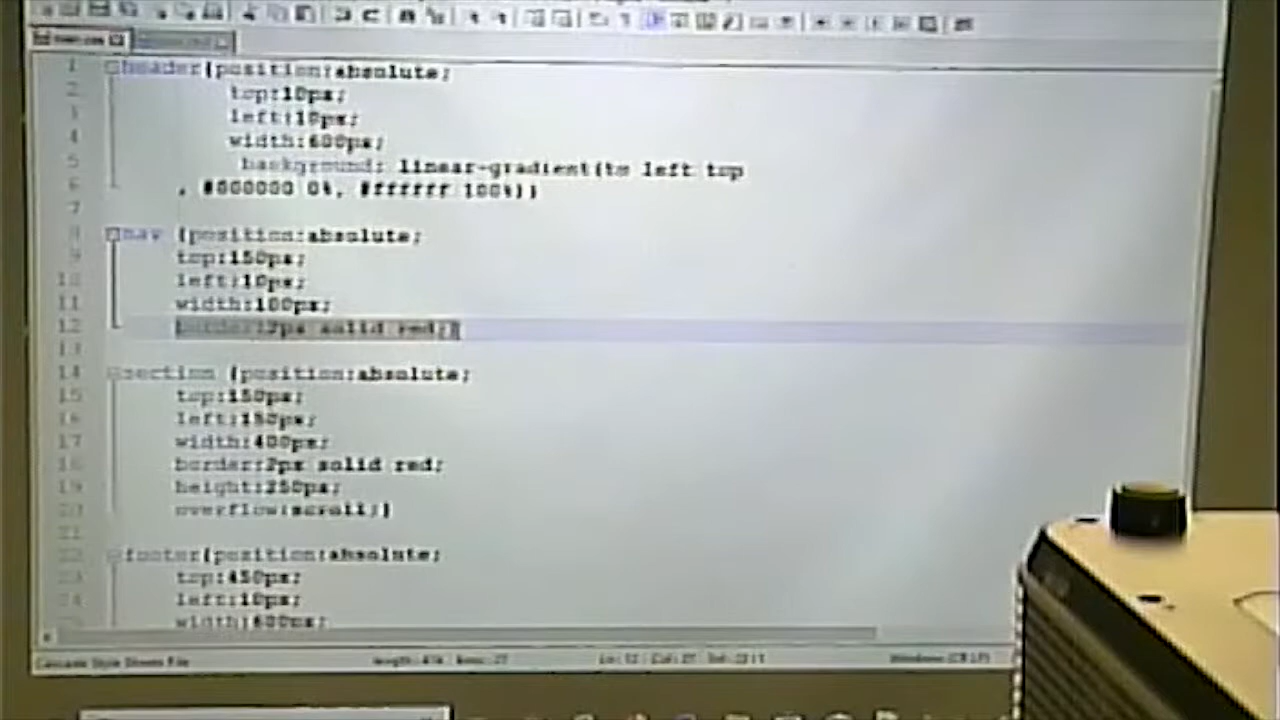 1 header{position:absolute;
2 top:10px;
3 left:10px;
4 width:600px;
5 background: linear-gradient(to left top
6 , #000000 0%, #ffffff 100%)}
7
8 nav {position:absolute;
9 top:150px;
10 left:10px;
11 width:100px;
12 border:2px solid red;}
13
14 section {position:absolute;
15 top:150px;
16 left:150px;
17 width:400px;
18 border:2px solid red;
19 height:250px;
20 overflow:scroll;}
21
22 footer{position:absolute;
23 top:450px;
24 left:10px;
width:600px;
Cascade Style Sheets File